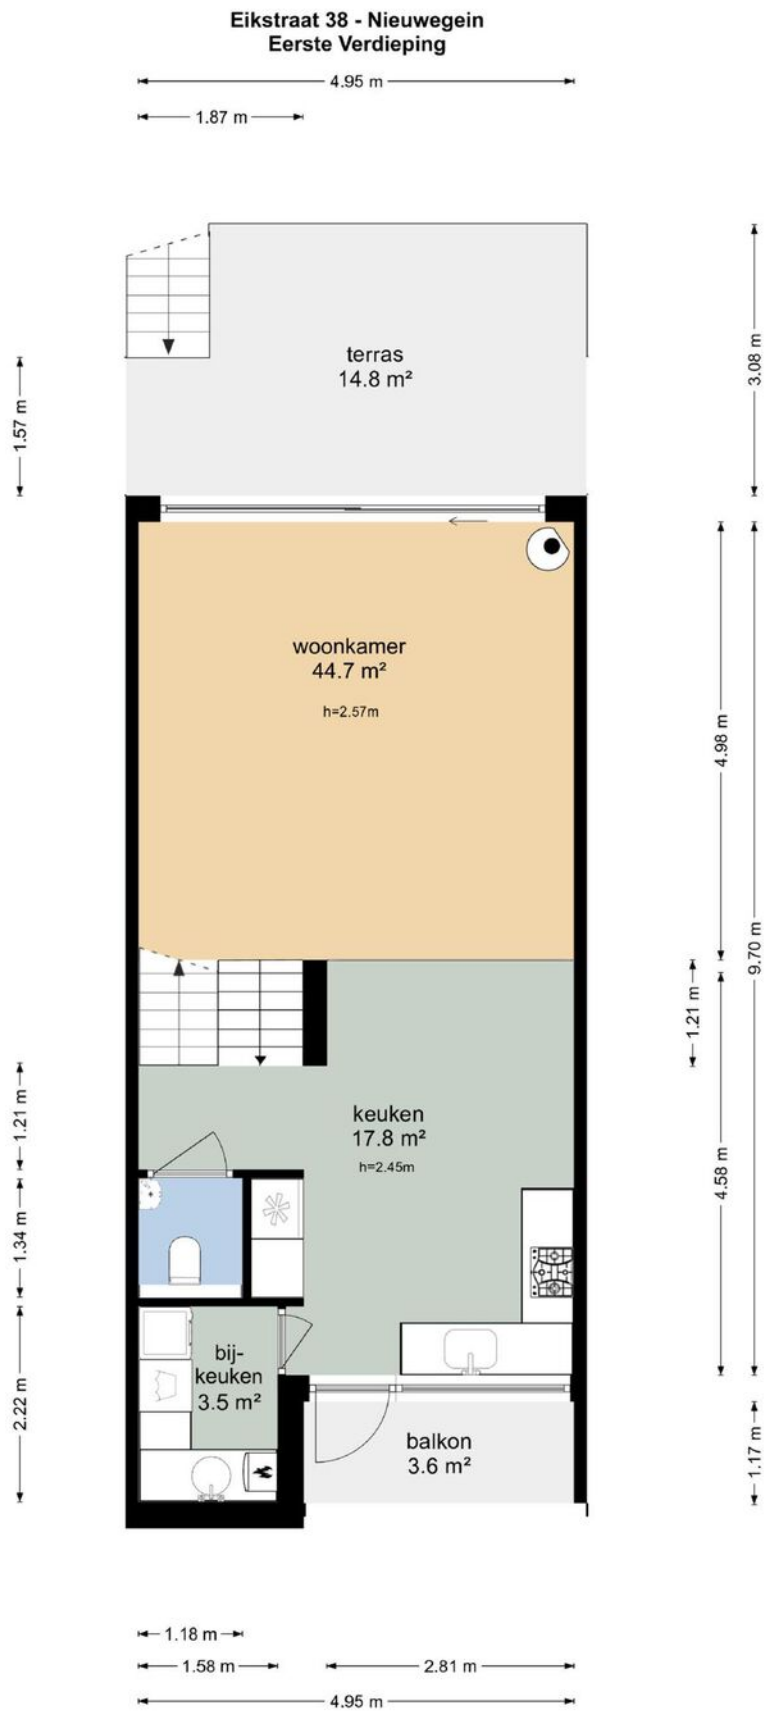 Eikstraat 38 - Nieuwegein
Eerste Verdieping
4.95 m
1.87 m
3.08 m
terras
14.8 m²
1.57 m
woonkamer
44.7 m²
h=2.57m
4.98 m
9.70 m
1.21 m
1.21 m
keuken
17.8 m²
h=2.45m
4.58 m
1.34 m
bij-
keuken
3.5 m²
2.22 m
balkon
3.6 m²
1.17 m
1.18 m
1.58 m
2.81 m
4.95 m